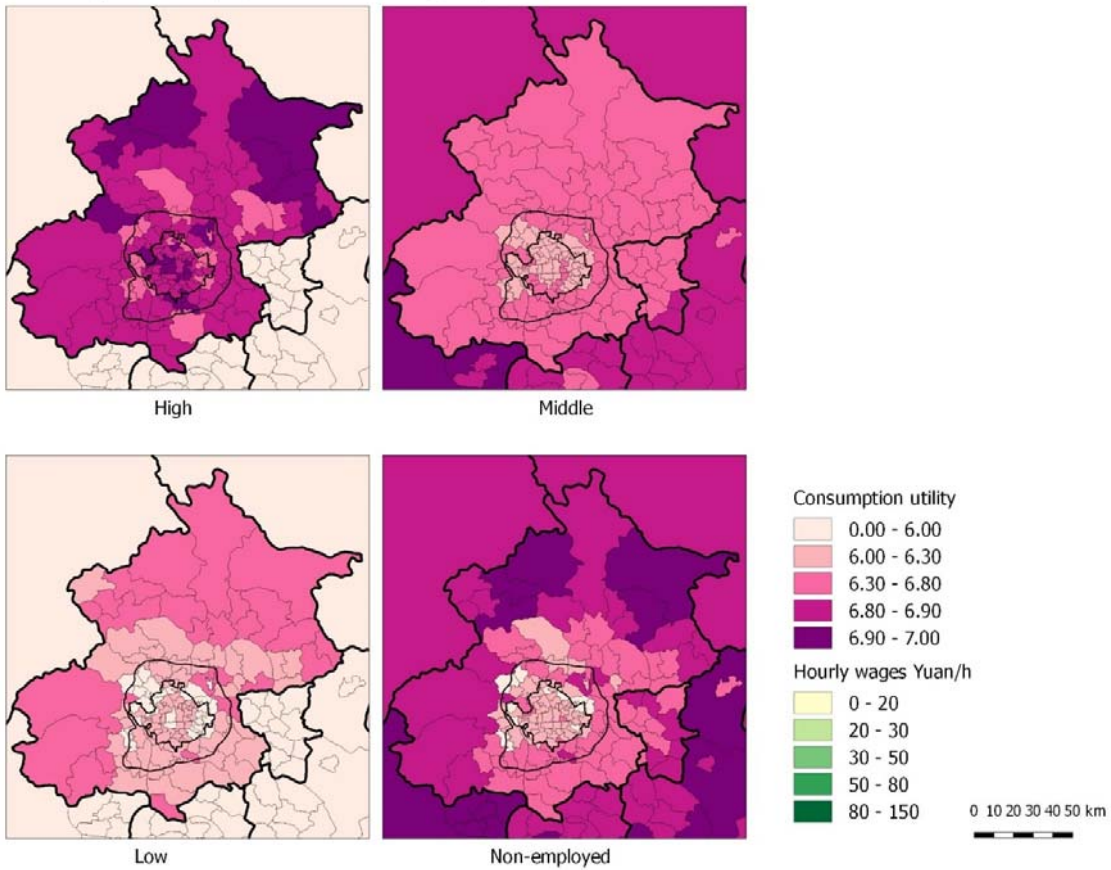 High
Middle
Low
Non-employed
Consumption utility
0.00 - 6.00
6.00 - 6.30
6.30 - 6.80
6.80 - 6.90
6.90 - 7.00
Hourly wages Yuan/h
0 - 20
20 - 30
30 - 50
50 - 80
80 - 150
0 10 20 30 40 50 km